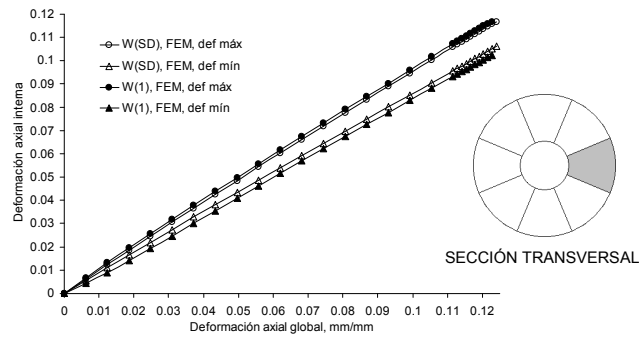 0.12
0.11
0.1
0.09
0.08
0.07
0.06
0.05
0.04
0.03
0.02
0.01
0
Deformación axial interna
W(SD), FEM, def máx
W(SD), FEM, def mín
W(1), FEM, def máx
W(1), FEM, def mín
SECCIÓN TRANSVERSAL
0 0.01 0.02 0.03 0.04 0.05 0.06 0.07 0.08 0.09 0.1 0.11 0.12
Deformación axial global, mm/mm